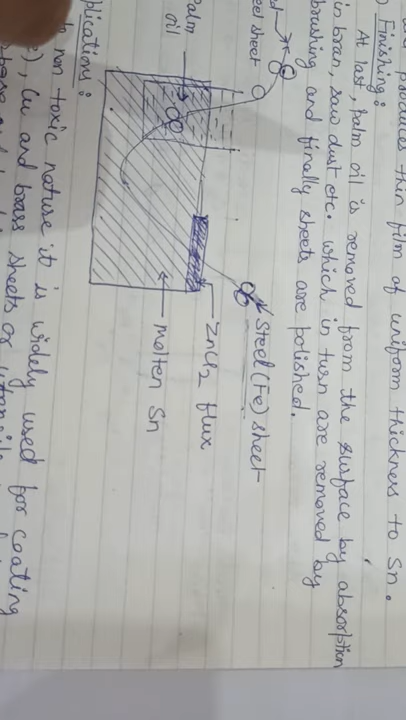 produces thin film of uniform thickness to Sn.
Finishing:
At last, palm oil is removed from the surface by absorption
in bran, saw dust etc. which in turn are removed by
brushing and finally sheets are polished.
sheet
Palm
oil
Steel (Fe) sheet
ZnCl2 flux
molten Sn
plication:
non toxic nature it is widely used for coating
), Cu and brass sheets or